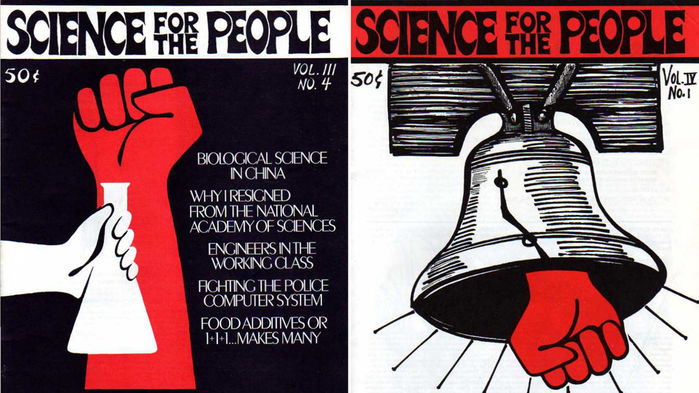 SCIENCE FOR THE PEOPLE
50¢
VOL. III
NO. 4
BIOLOGICAL SCIENCE
IN CHINA
WHY I RESIGNED
FROM THE NATIONAL
ACADEMY OF SCIENCES
ENGINEERS IN THE
WORKING CLASS
FIGHTING THE POLICE
COMPUTER SYSTEM
FOOD ADDITIVES OR
1+1+1...MAKES MANY
SCIENCE FOR THE PEOPLE
50¢
VOL. IV
No. 1